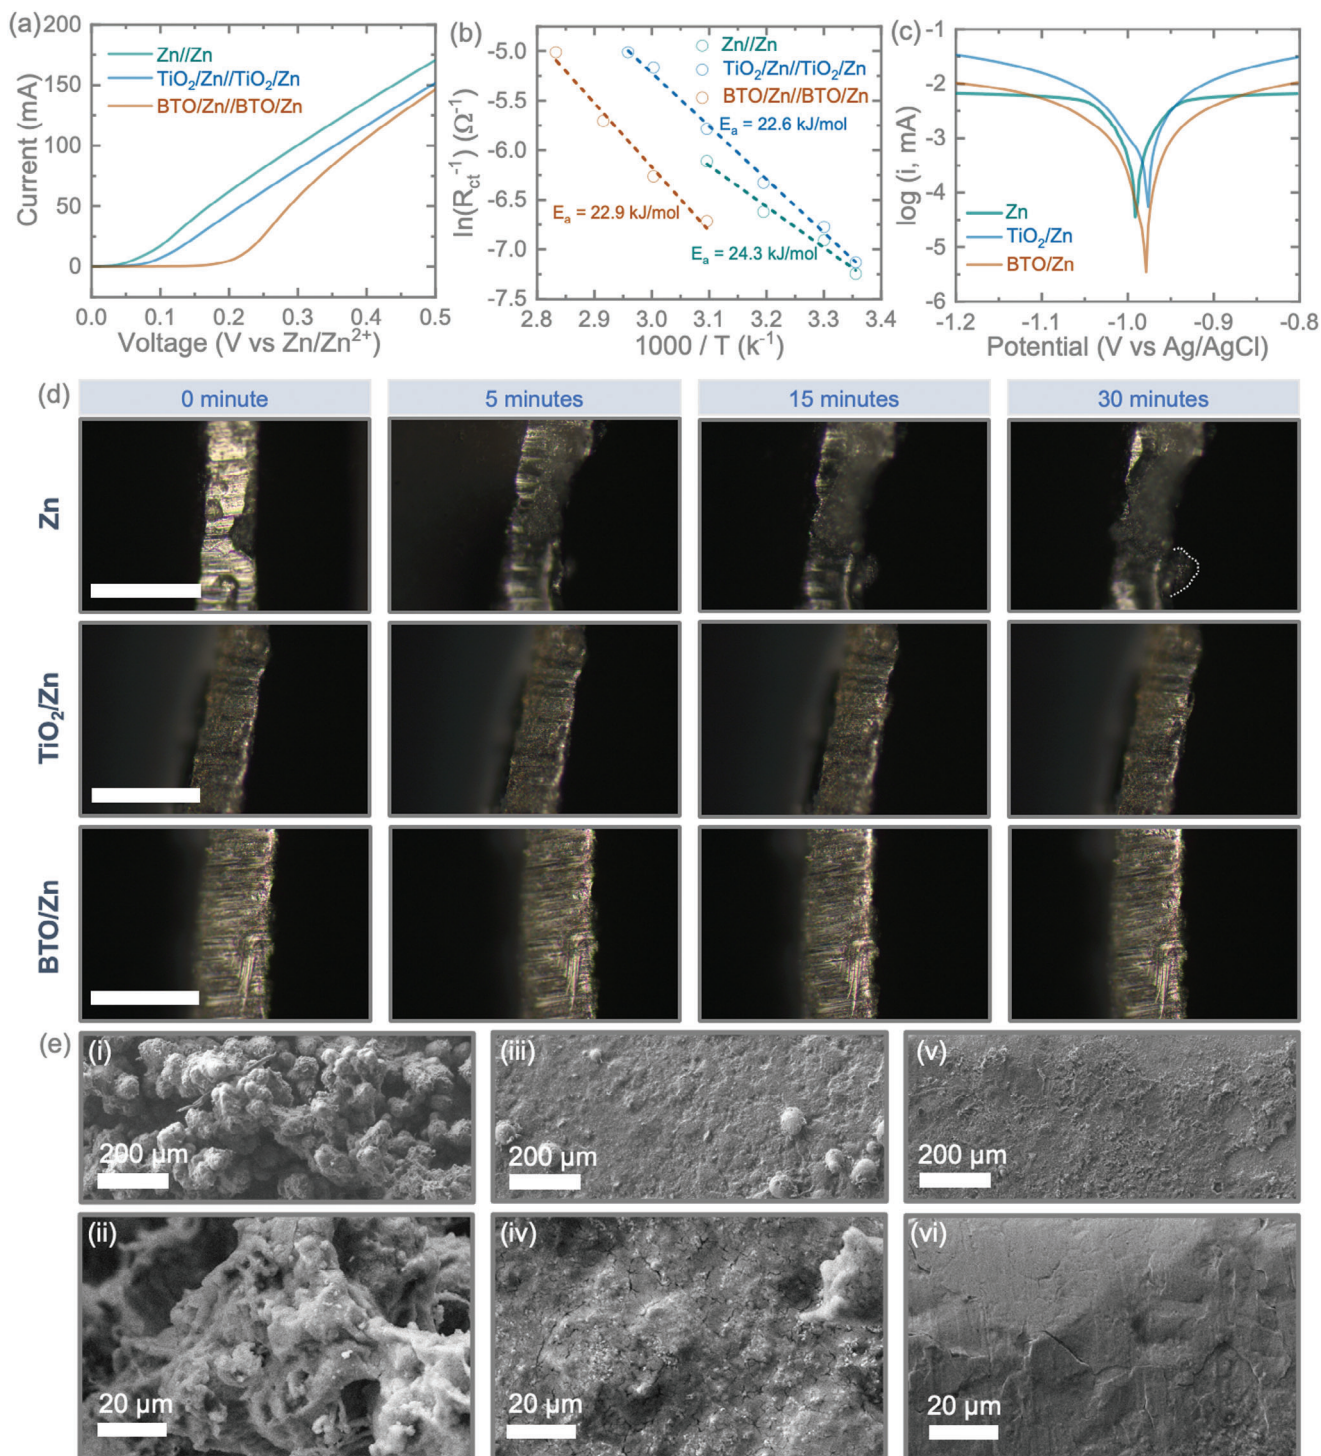 (a)
200
150
100
50
0
Current (mA)
Zn//Zn
TiO₂/Zn//TiO₂/Zn
BTO/Zn//BTO/Zn
0.0 0.1 0.2 0.3 0.4 0.5
Voltage (V vs Zn/Zn²⁺)
(b)
-5.0
-5.5
-6.0
-6.5
-7.0
-7.5
ln(R_ct⁻¹) (Ω⁻¹)
Zn//Zn
TiO₂/Zn//TiO₂/Zn
BTO/Zn//BTO/Zn
Eₐ = 22.6 kJ/mol
Eₐ = 22.9 kJ/mol
Eₐ = 24.3 kJ/mol
2.8 2.9 3.0 3.1 3.2 3.3 3.4
1000 / T (k⁻¹)
(c)
-1
-2
-3
-4
-5
-6
log (i, mA)
Zn
TiO₂/Zn
BTO/Zn
-1.2 -1.1 -1.0 -0.9 -0.8
Potential (V vs Ag/AgCl)
(d)
0 minute
5 minutes
15 minutes
30 minutes
Zn
TiO₂/Zn
BTO/Zn
(e)
(i)
200 μm
(iii)
200 μm
(v)
200 μm
(ii)
20 μm
(iv)
20 μm
(vi)
20 μm